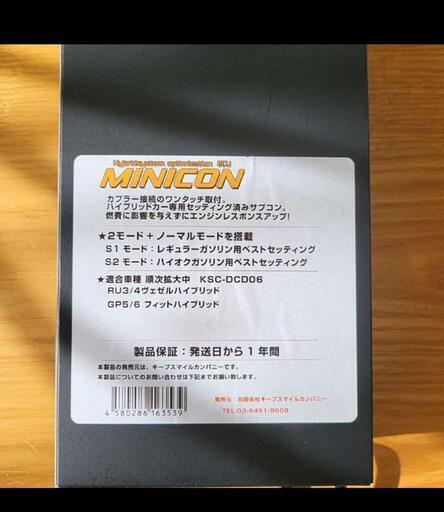 Hybridsystem optimization ECU
MINICON
カプラー接続のワンタッチ取付。
ハイブリッドカー専用セッティング済みサブコン。
燃費に影響を与えずにエンジンレスポンスアップ!
★2モード+ノーマルモードを搭載
S1 モード:レギュラーガソリン用ベストセッティング
S2 モード:ハイオクガソリン用ベストセッティング
★適合車種 順次拡大中 KSC-DCD06
RU3/4ヴェゼルハイブリッド
GP5/6 フィットハイブリッド
製品保証:発送日から1年間
本製品の発売元は、キープスマイルカンパニー。
本製品についてのお問い合わせは下記までお願い致します。
4 580286 163539
発売元:合同会社キープスマイルカンパニー
TEL:03-6451-9508